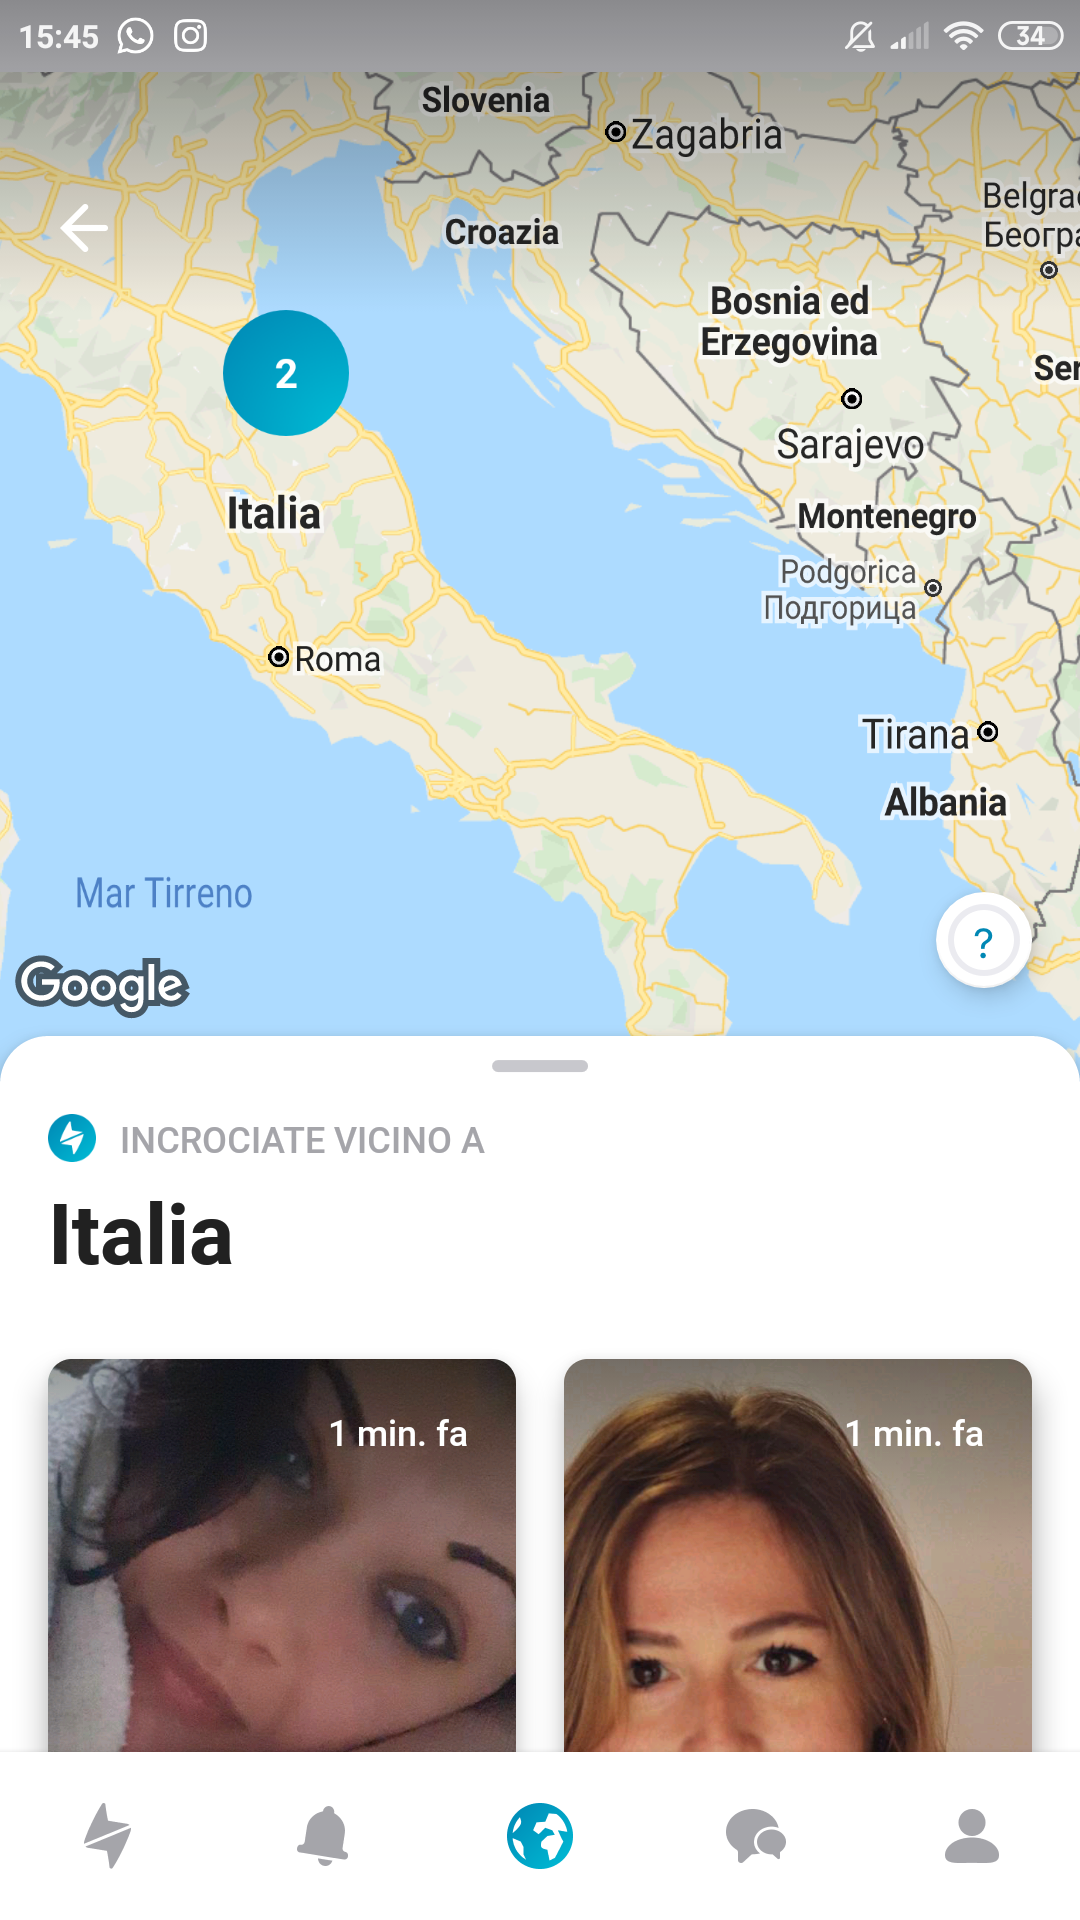 15:45
34
Slovenia
Zagabria
Belgra
Београ
Croazia
Bosnia ed
Erzegovina
Ser
2
Sarajevo
Italia
Montenegro
Podgorica
Подгорица
Roma
Tirana
Albania
Mar Tirreno
?
Google
INCROCIATE VICINO A
Italia
1 min. fa
1 min. fa